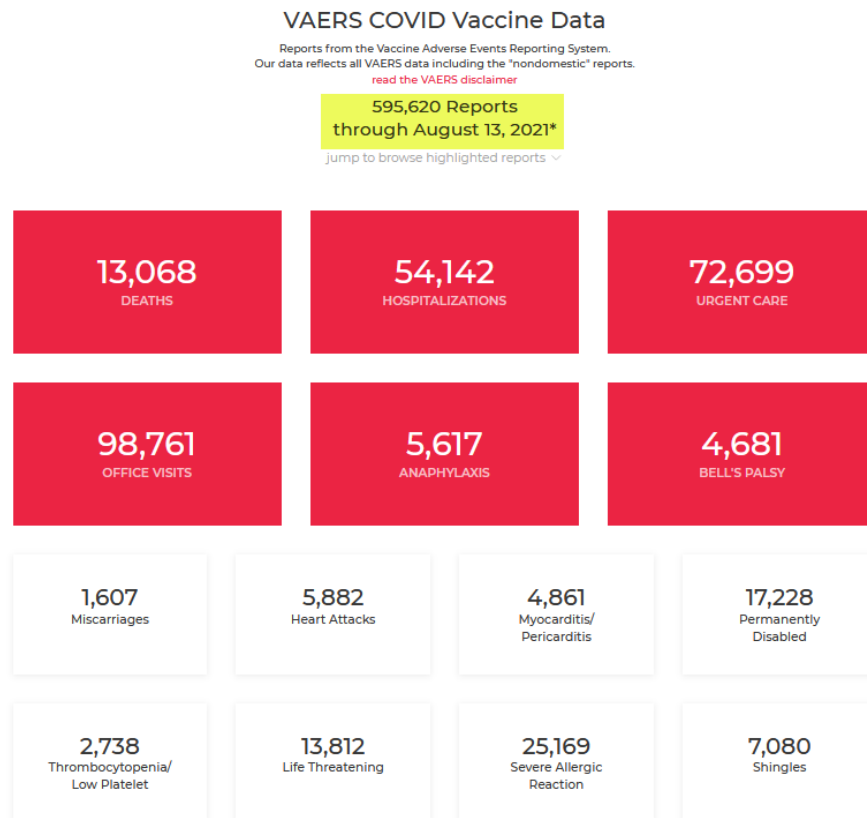 VAERS COVID Vaccine Data
Reports from the Vaccine Adverse Events Reporting System.
Our data reflects all VAERS data including the "nondomestic" reports.
read the VAERS disclaimer
595,620 Reports
through August 13, 2021*
jump to browse highlighted reports
13,068
DEATHS
54,142
HOSPITALIZATIONS
72,699
URGENT CARE
98,761
OFFICE VISITS
5,617
ANAPHYLAXIS
4,681
BELL'S PALSY
1,607
Miscarriages
5,882
Heart Attacks
4,861
Myocarditis/
Pericarditis
17,228
Permanently
Disabled
2,738
Thrombocytopenia/
Low Platelet
13,812
Life Threatening
25,169
Severe Allergic
Reaction
7,080
Shingles